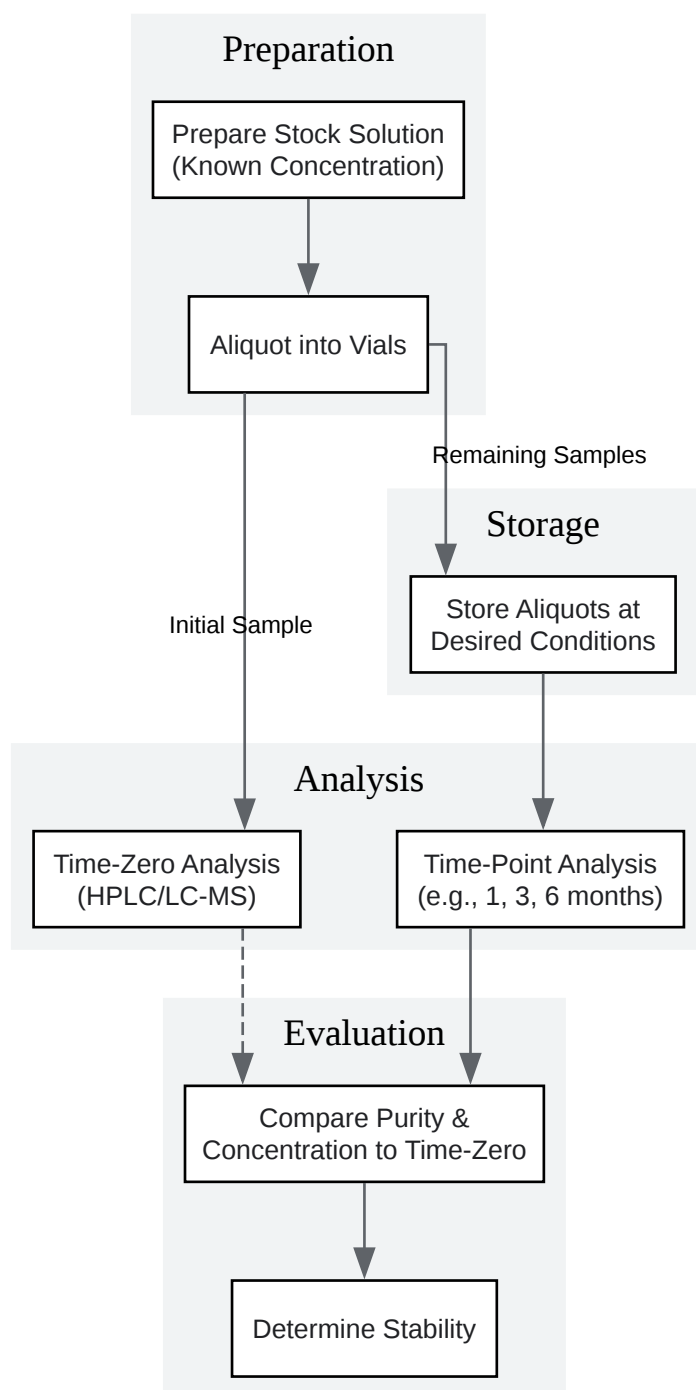 Preparation
Prepare Stock Solution
(Known Concentration)
Aliquot into Vials
Remaining Samples
Storage
Store Aliquots at
Desired Conditions
Initial Sample
Analysis
Time-Zero Analysis
(HPLC/LC-MS)
Time-Point Analysis
(e.g., 1, 3, 6 months)
Evaluation
Compare Purity &
Concentration to Time-Zero
Determine Stability